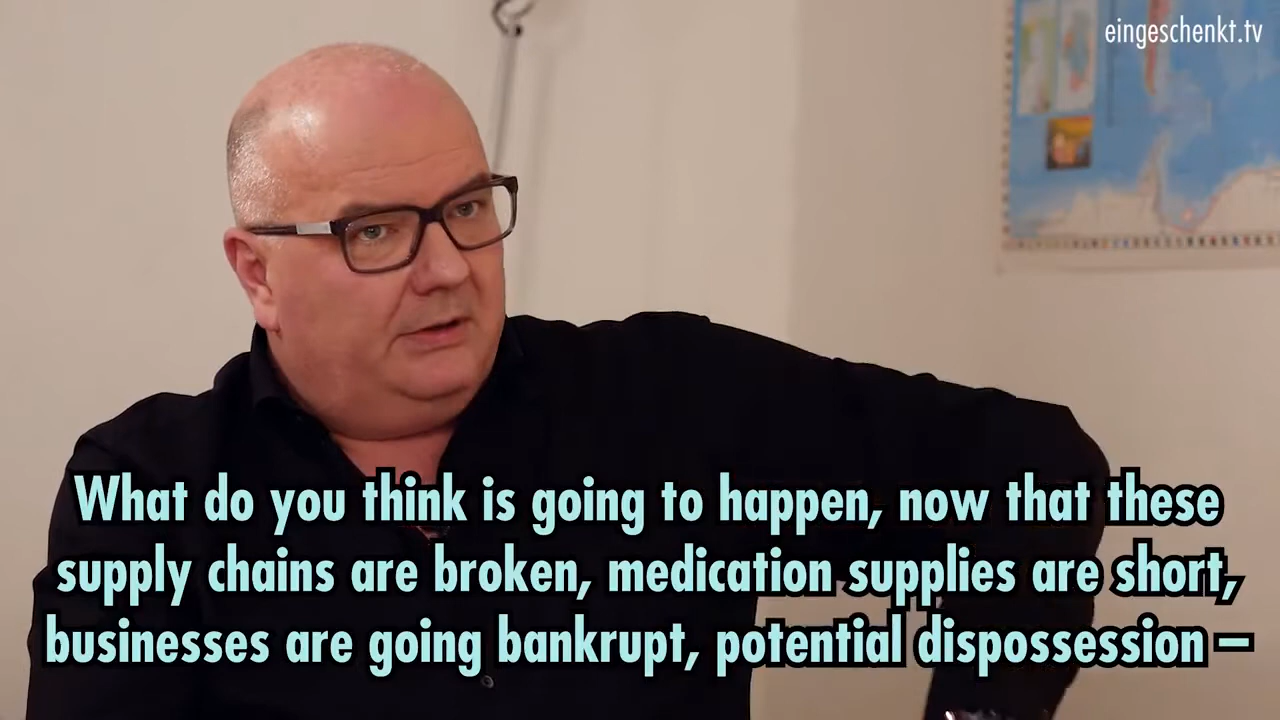 eingeschenkt.tv
What do you think is going to happen, now that these
supply chains are broken, medication supplies are short,
businesses are going bankrupt, potential dispossession –